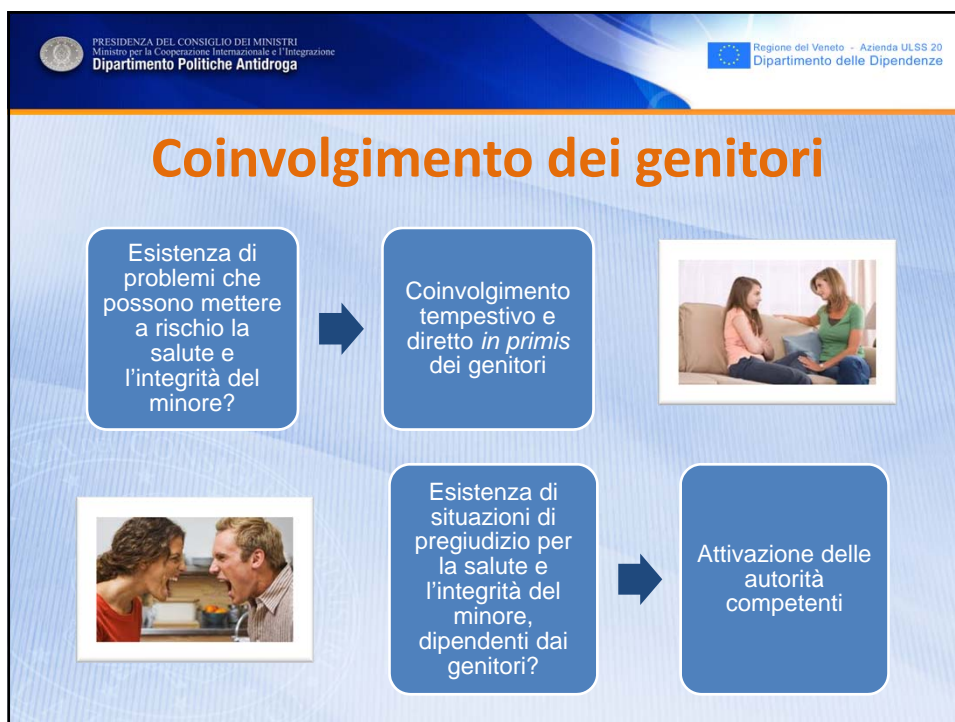 PRESIDENZA DEL CONSIGLIO DEI MINISTRI
Ministro per la Cooperazione Internazionale e l'Integrazione
Dipartimento Politiche Antidroga
Regione del Veneto - Azienda ULSS 20
Dipartimento delle Dipendenze
Coinvolgimento dei genitori
Esistenza di
problemi che
possono mettere
a rischio la
salute e
l'integrità del
minore?
Coinvolgimento
tempestivo e
diretto in primis
dei genitori
Esistenza di
situazioni di
pregiudizio per
la salute e
l'integrità del
minore,
dipendenti dai
genitori?
Attivazione delle
autorità
competenti